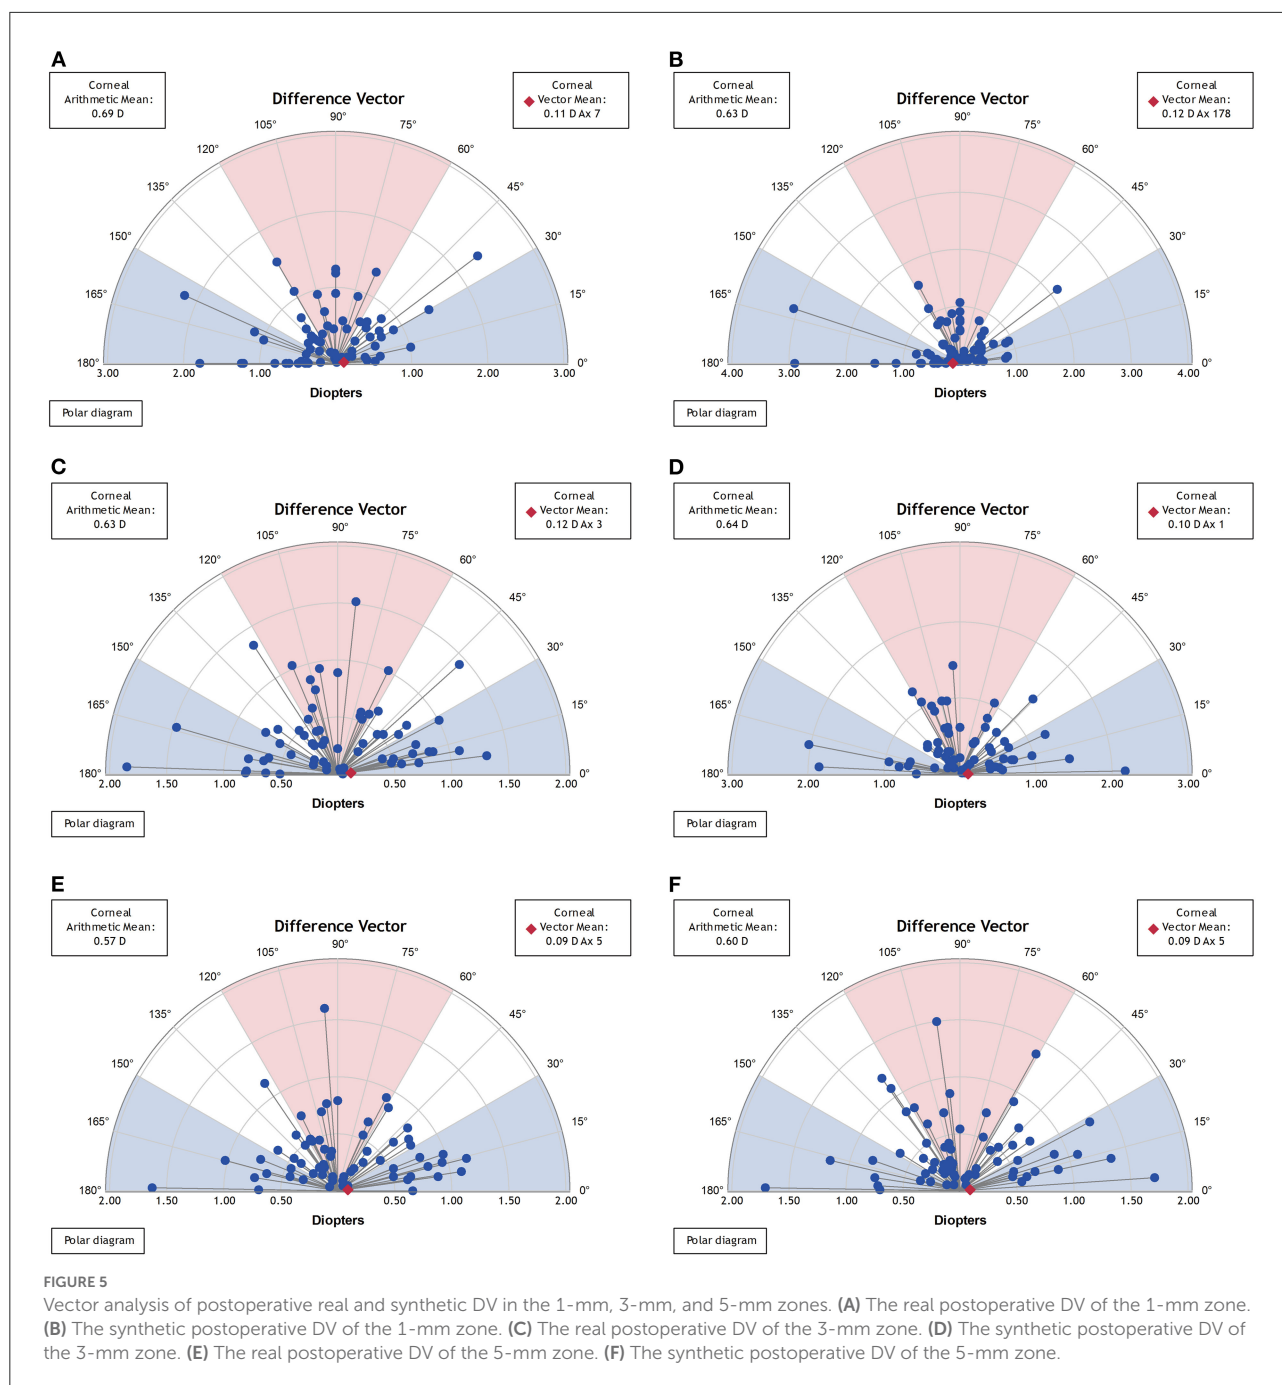 A
Corneal
Arithmetic Mean:
0.69 D
Difference Vector
Corneal
Vector Mean:
0.11 D Ax 7
90°
105°
75°
120°
60°
135°
45°
150°
30°
165°
15°
180°
0°
3.00 2.00 1.00 1.00 2.00 3.00
Diopters
Polar diagram
B
Corneal
Arithmetic Mean:
0.63 D
Difference Vector
Corneal
Vector Mean:
0.12 D Ax 178
90°
105°
75°
120°
60°
135°
45°
150°
30°
165°
15°
180°
0°
4.00 3.00 2.00 1.00 1.00 2.00 3.00 4.00
Diopters
Polar diagram
C
Corneal
Arithmetic Mean:
0.63 D
Difference Vector
Corneal
Vector Mean:
0.12 D Ax 3
90°
105°
75°
120°
60°
135°
45°
150°
30°
165°
15°
180°
0°
2.00 1.50 1.00 0.50 0.50 1.00 1.50 2.00
Diopters
Polar diagram
D
Corneal
Arithmetic Mean:
0.64 D
Difference Vector
Corneal
Vector Mean:
0.10 D Ax 1
90°
105°
75°
120°
60°
135°
45°
150°
30°
165°
15°
180°
0°
3.00 2.00 1.00 1.00 2.00 3.00
Diopters
Polar diagram
E
Corneal
Arithmetic Mean:
0.57 D
Difference Vector
Corneal
Vector Mean:
0.09 D Ax 5
90°
105°
75°
120°
60°
135°
45°
150°
30°
165°
15°
180°
0°
2.00 1.50 1.00 0.50 0.50 1.00 1.50 2.00
Diopters
Polar diagram
F
Corneal
Arithmetic Mean:
0.60 D
Difference Vector
Corneal
Vector Mean:
0.09 D Ax 5
90°
105°
75°
120°
60°
135°
45°
150°
30°
165°
15°
180°
0°
2.00 1.50 1.00 0.50 0.50 1.00 1.50 2.00
Diopters
Polar diagram
FIGURE 5
Vector analysis of postoperative real and synthetic DV in the 1-mm, 3-mm, and 5-mm zones. (A) The real postoperative DV of the 1-mm zone.
(B) The synthetic postoperative DV of the 1-mm zone. (C) The real postoperative DV of the 3-mm zone. (D) The synthetic postoperative DV of
the 3-mm zone. (E) The real postoperative DV of the 5-mm zone. (F) The synthetic postoperative DV of the 5-mm zone.